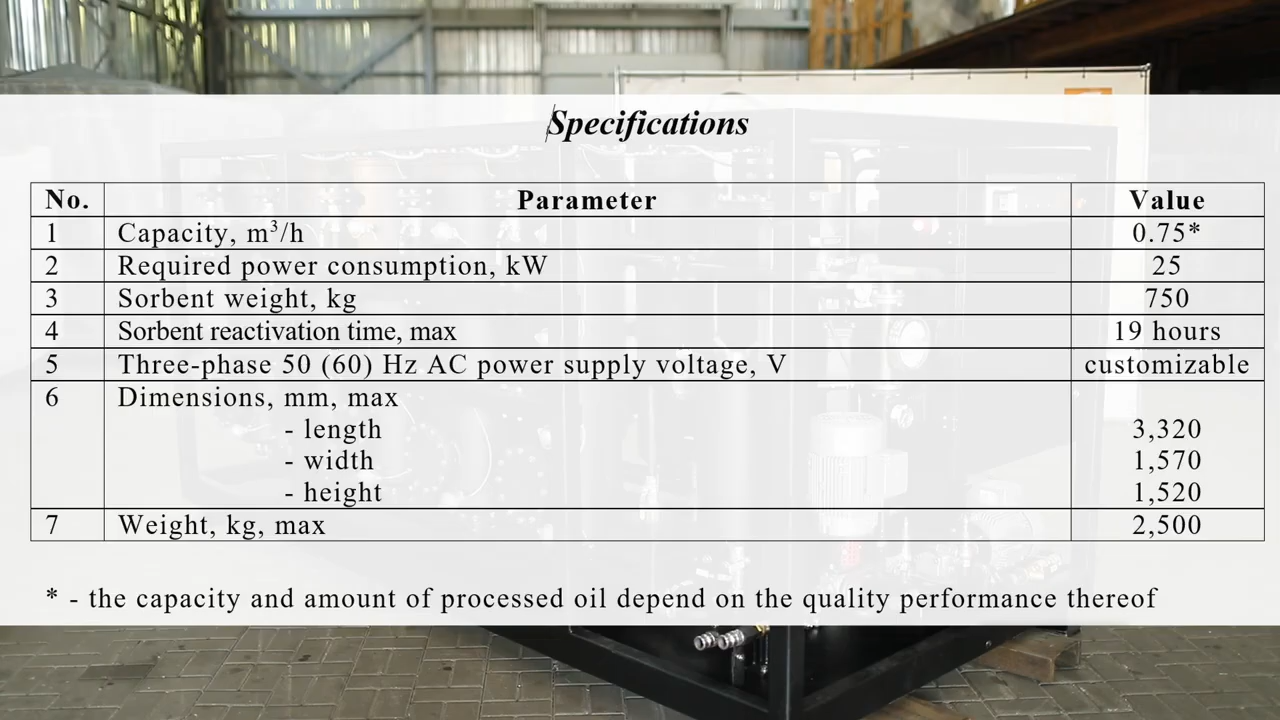 Specifications
No. Parameter Value
1 Capacity, m³/h 0.75*
2 Required power consumption, kW 25
3 Sorbent weight, kg 750
4 Sorbent reactivation time, max 19 hours
5 Three-phase 50 (60) Hz AC power supply voltage, V customizable
6 Dimensions, mm, max
- length 3,320
- width 1,570
- height 1,520
7 Weight, kg, max 2,500
* - the capacity and amount of processed oil depend on the quality performance thereof